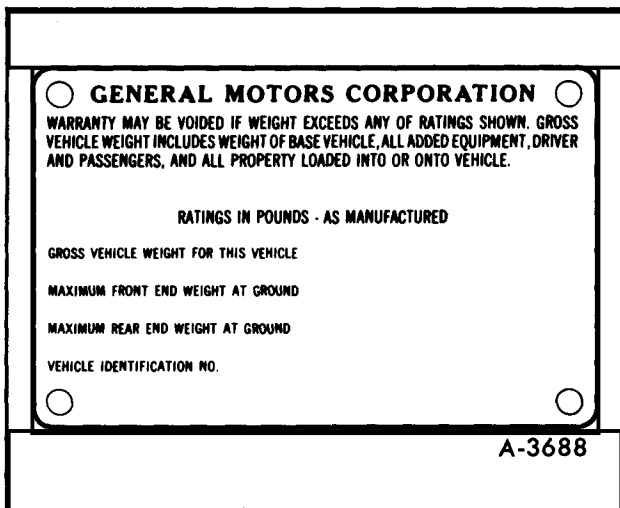 GENERAL MOTORS CORPORATION
WARRANTY MAY BE VOIDED IF WEIGHT EXCEEDS ANY OF RATINGS SHOWN. GROSS
VEHICLE WEIGHT INCLUDES WEIGHT OF BASE VEHICLE, ALL ADDED EQUIPMENT, DRIVER
AND PASSENGERS, AND ALL PROPERTY LOADED INTO OR ONTO VEHICLE.
RATINGS IN POUNDS - AS MANUFACTURED
GROSS VEHICLE WEIGHT FOR THIS VEHICLE
MAXIMUM FRONT END WEIGHT AT GROUND
MAXIMUM REAR END WEIGHT AT GROUND
VEHICLE IDENTIFICATION NO.
A-3688